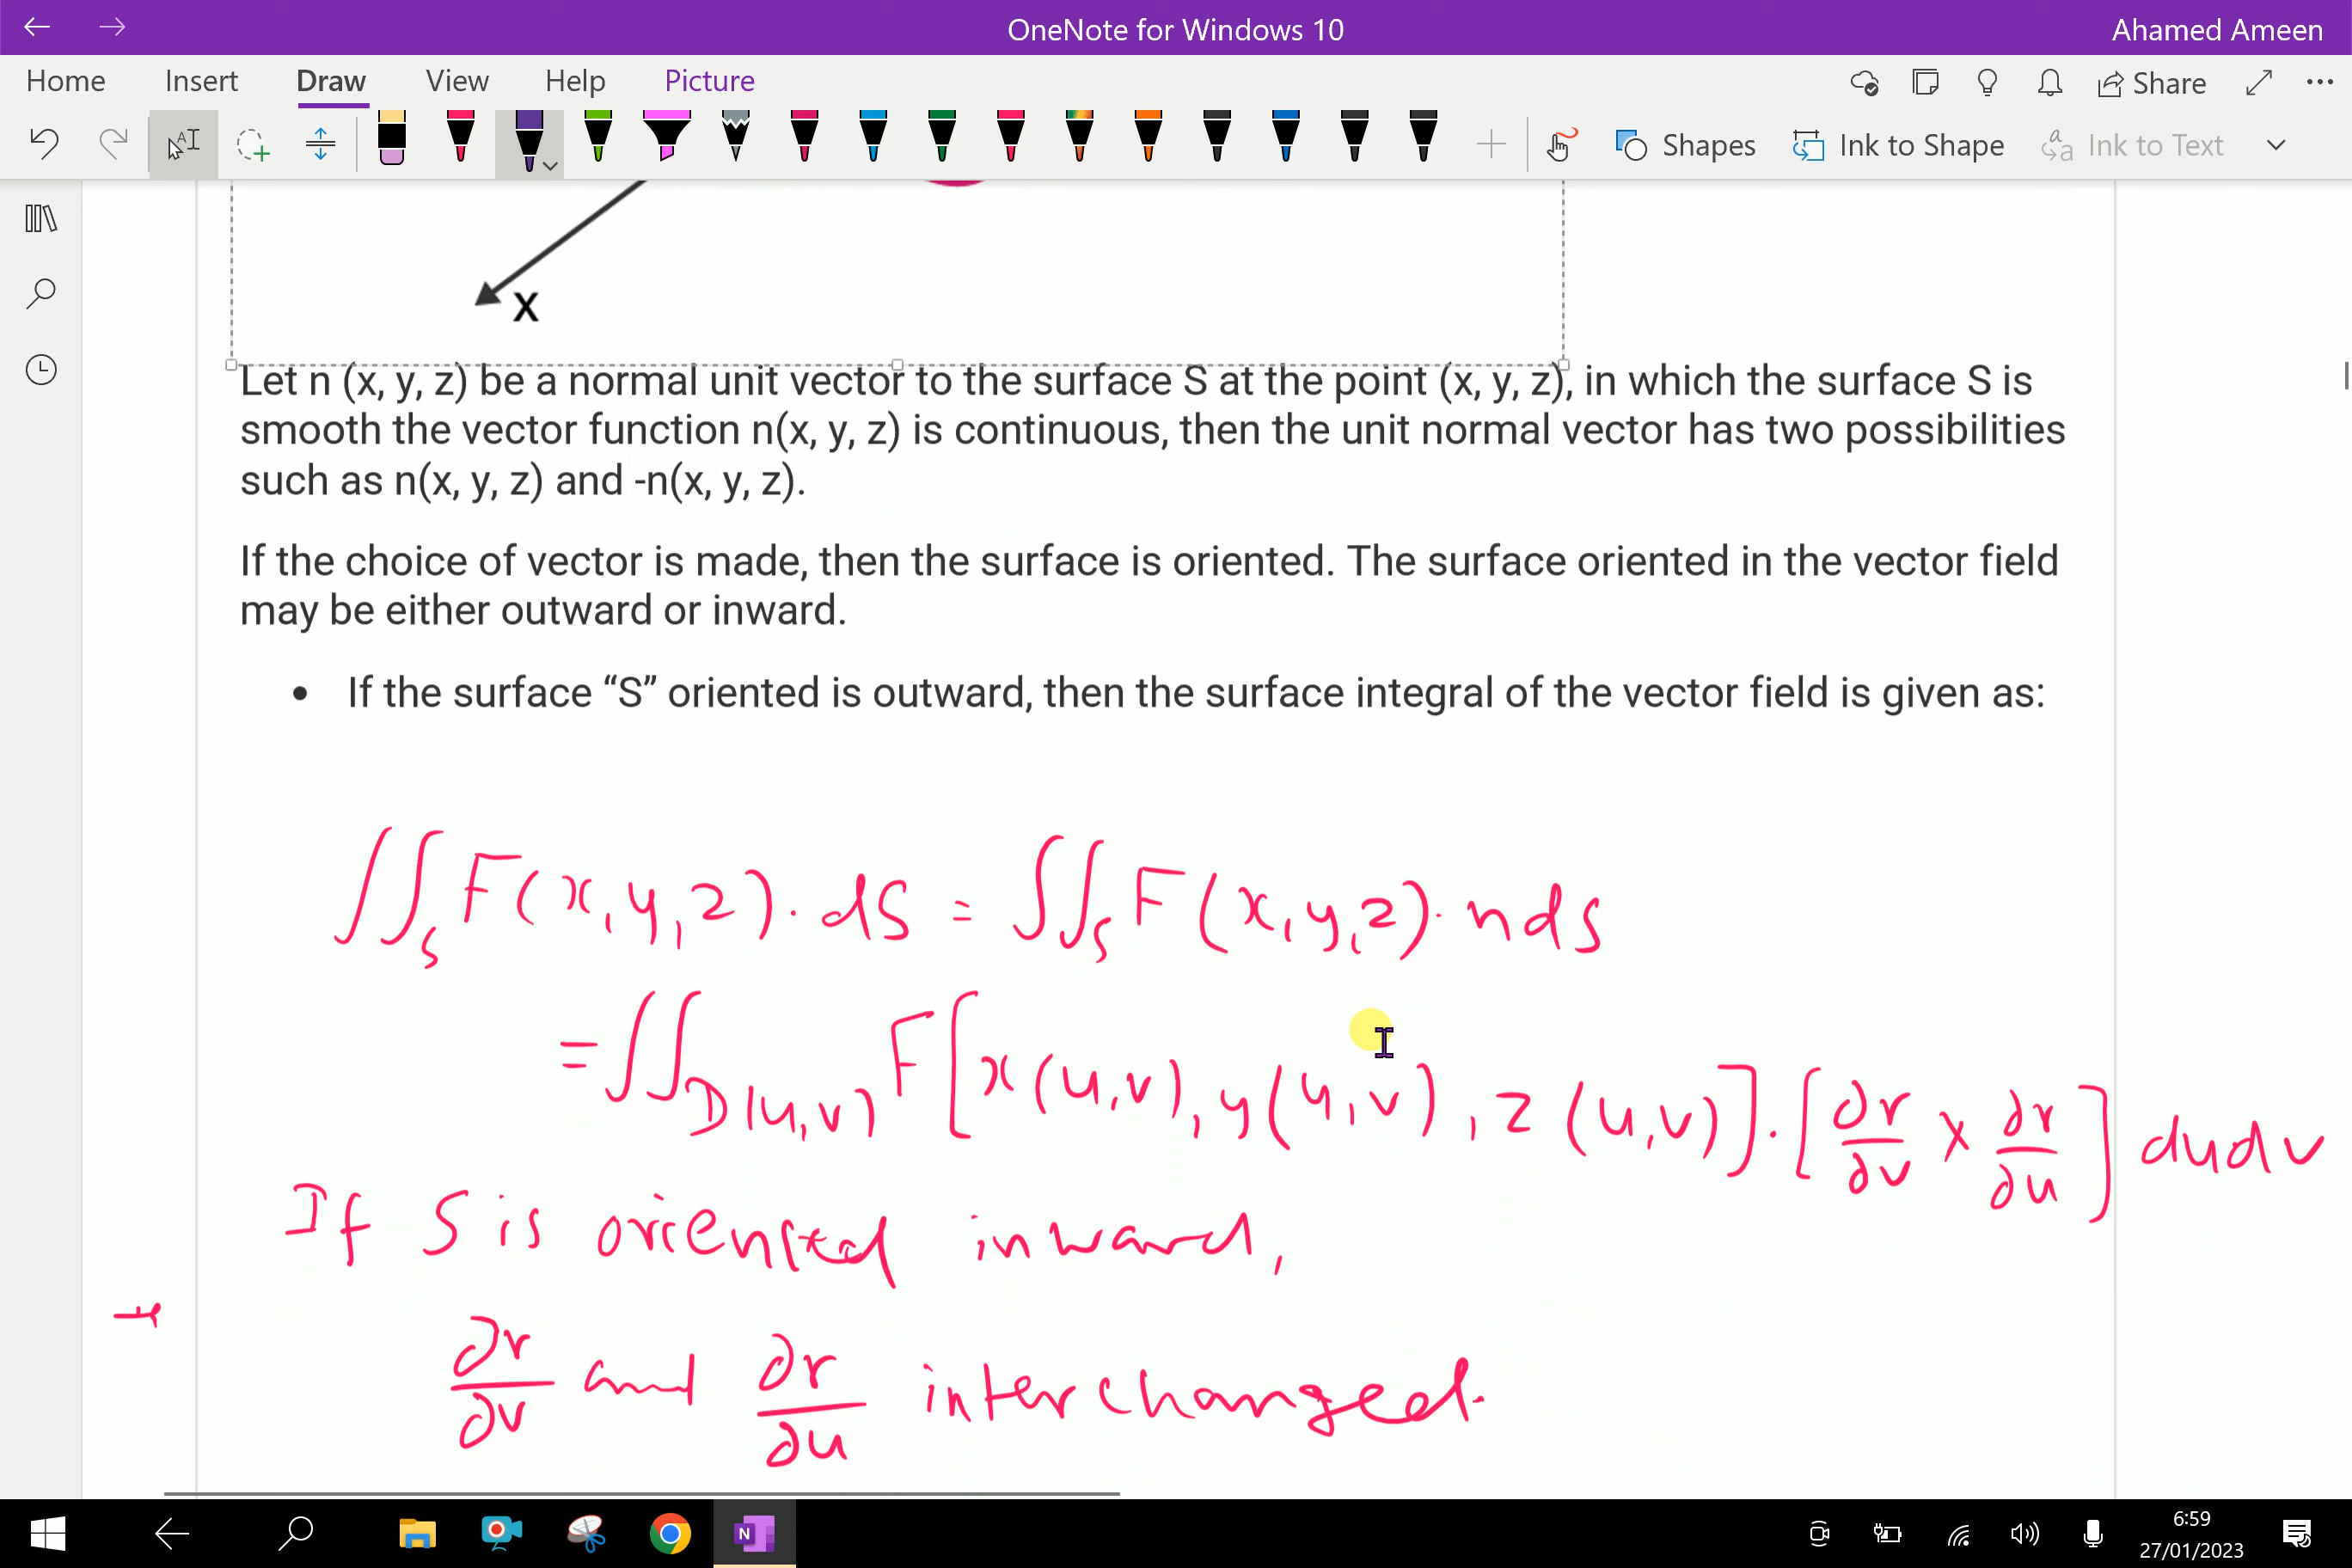 OneNote for Windows 10
Ahamed Ameen
Home Insert Draw View Help Picture
Share
Shapes Ink to Shape Ink to Text
X
Let n (x, y, z) be a normal unit vector to the surface S at the point (x, y, z), in which the surface S is
smooth the vector function n(x, y, z) is continuous, then the unit normal vector has two possibilities
such as n(x, y, z) and -n(x, y, z).
If the choice of vector is made, then the surface is oriented. The surface oriented in the vector field
may be either outward or inward.
• If the surface “S” oriented is outward, then the surface integral of the vector field is given as:
∬_S F(x,y,z).ds = ∬_S F(x,y,z).nds
=∬_D(u,v) F[x(u,v),y(u,v),z(u,v)].[∂r/∂v × ∂r/∂u] dudv
If S is oriented inward,
∂r/∂v and ∂r/∂u interchanged.
N
6:59
27/01/2023